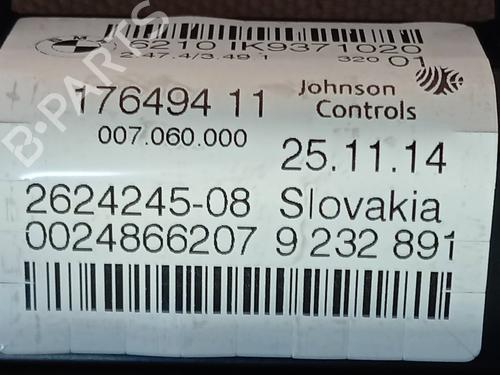 BMW
6210 IK9371020
2.47.4/3.49 1 320 01
176494 11 Johnson Controls
007.060.000
25.11.14
2624245-08 Slovakia
0024866207 9 232 891
B-PARTS